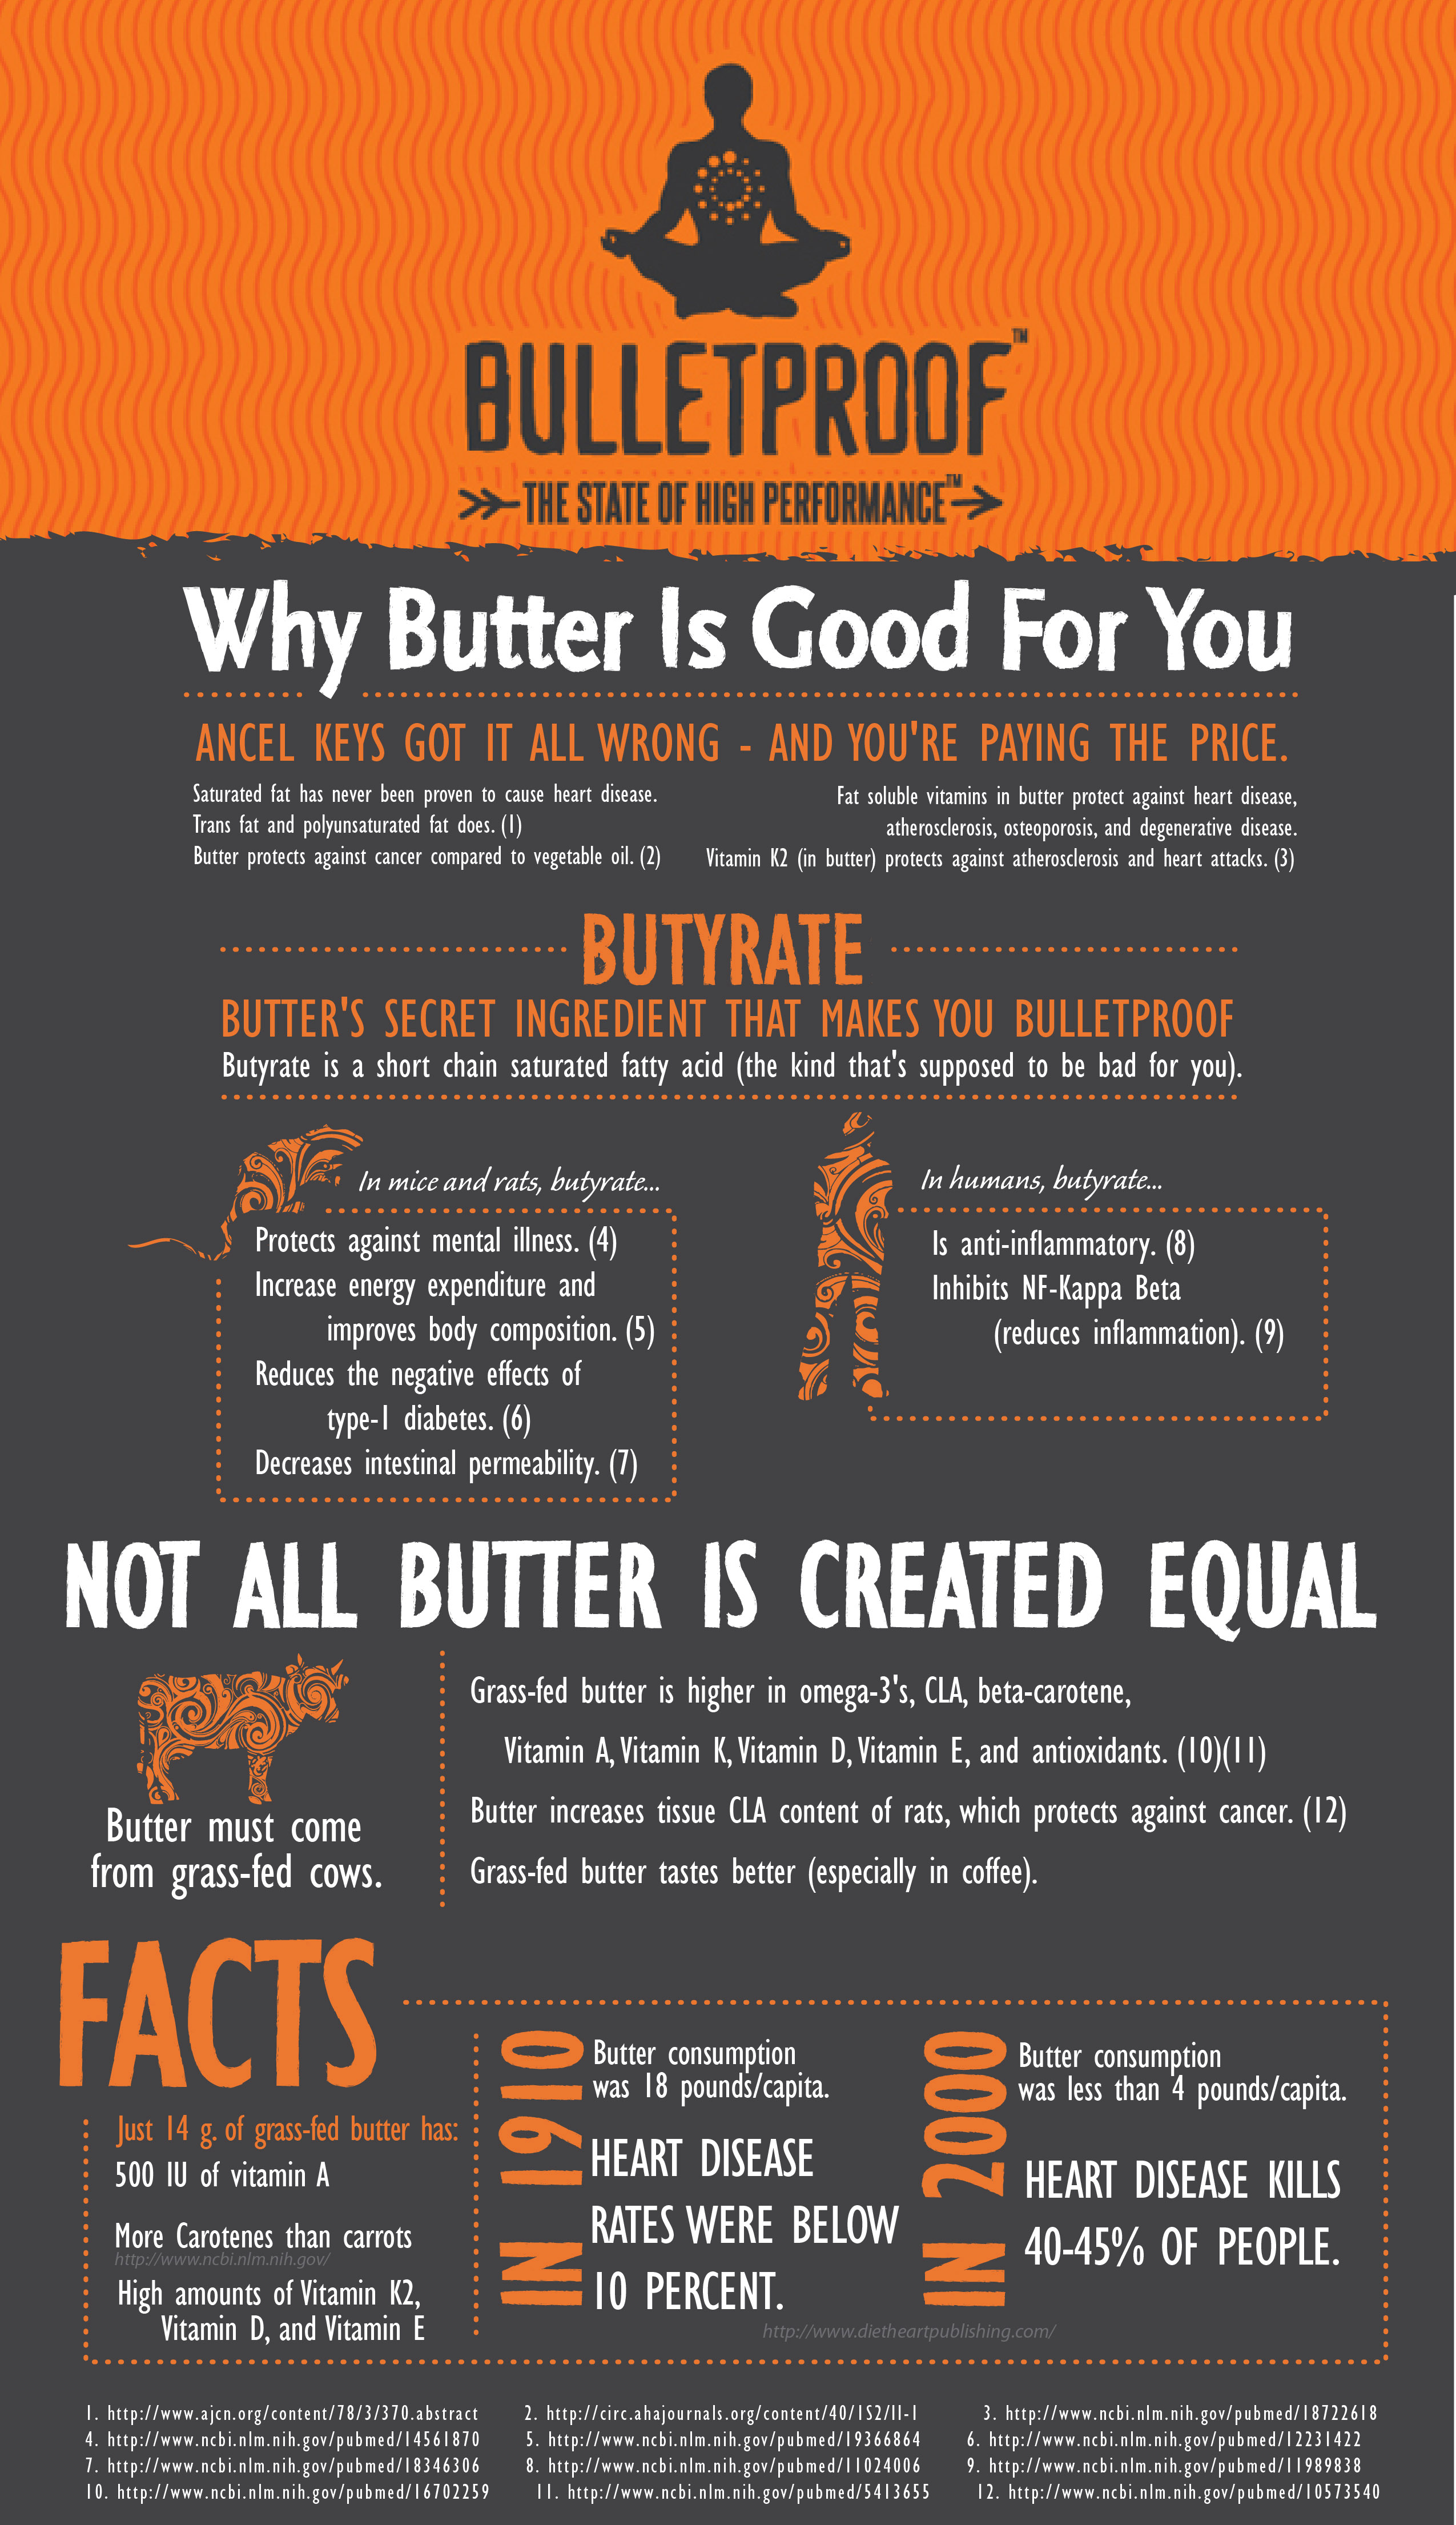 BULLETPROOF™
THE STATE OF HIGH PERFORMANCE™
Why Butter Is Good For You
ANCEL KEYS GOT IT ALL WRONG - AND YOU'RE PAYING THE PRICE.
Saturated fat has never been proven to cause heart disease.
Trans fat and polyunsaturated fat does. (1)
Butter protects against cancer compared to vegetable oil. (2)
Fat soluble vitamins in butter protect against heart disease,
atherosclerosis, osteoporosis, and degenerative disease.
Vitamin K2 (in butter) protects against atherosclerosis and heart attacks. (3)
BUTYRATE
BUTTER'S SECRET INGREDIENT THAT MAKES YOU BULLETPROOF
Butyrate is a short chain saturated fatty acid (the kind that's supposed to be bad for you).
In mice and rats, butyrate...
Protects against mental illness. (4)
Increase energy expenditure and
improves body composition. (5)
Reduces the negative effects of
type-1 diabetes. (6)
Decreases intestinal permeability. (7)
In humans, butyrate...
Is anti-inflammatory. (8)
Inhibits NF-Kappa Beta
(reduces inflammation). (9)
NOT ALL BUTTER IS CREATED EQUAL
Butter must come
from grass-fed cows.
Grass-fed butter is higher in omega-3's, CLA, beta-carotene,
Vitamin A, Vitamin K, Vitamin D, Vitamin E, and antioxidants. (10)(11)
Butter increases tissue CLA content of rats, which protects against cancer. (12)
Grass-fed butter tastes better (especially in coffee).
FACTS
Just 14 g. of grass-fed butter has:
500 IU of vitamin A
More Carotenes than carrots
http://www.ncbi.nlm.nih.gov/
High amounts of Vitamin K2,
Vitamin D, and Vitamin E
IN 1910
Butter consumption
was 18 pounds/capita.
HEART DISEASE
RATES WERE BELOW
10 PERCENT.
IN 2000
Butter consumption
was less than 4 pounds/capita.
HEART DISEASE KILLS
40-45% OF PEOPLE.
http://www.dietheartpublishing.com/
1. http://www.ajcn.org/content/78/3/370.abstract
2. http://circ.ahajournals.org/content/40/1S2/II-1
3. http://www.ncbi.nlm.nih.gov/pubmed/18722618
4. http://www.ncbi.nlm.nih.gov/pubmed/14561870
5. http://www.ncbi.nlm.nih.gov/pubmed/19366864
6. http://www.ncbi.nlm.nih.gov/pubmed/12231422
7. http://www.ncbi.nlm.nih.gov/pubmed/18346306
8. http://www.ncbi.nlm.nih.gov/pubmed/11024006
9. http://www.ncbi.nlm.nih.gov/pubmed/11989838
10. http://www.ncbi.nlm.nih.gov/pubmed/16702259
11. http://www.ncbi.nlm.nih.gov/pubmed/5413655
12. http://www.ncbi.nlm.nih.gov/pubmed/10573540